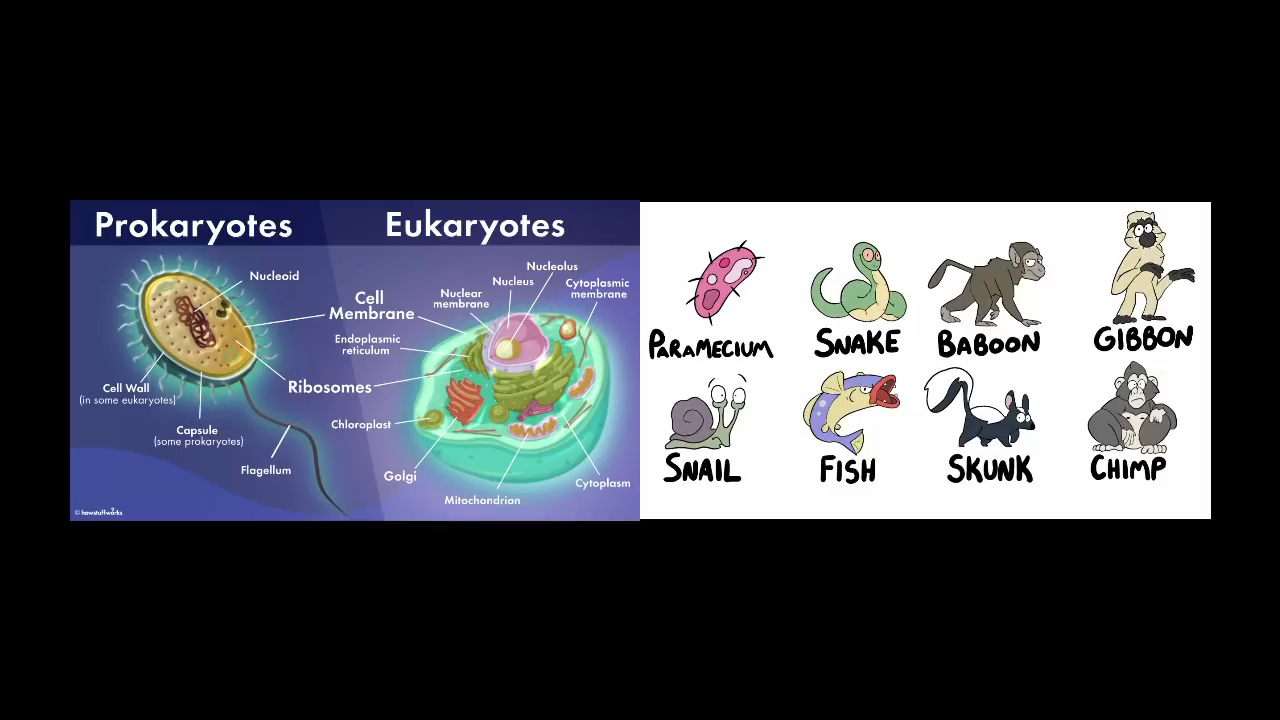 Prokaryotes
Eukaryotes
Nucleoid
Cell
Membrane
Ribosomes
Cell Wall
(in some eukaryotes)
Capsule
(some prokaryotes)
Flagellum
Nucleolus
Nucleus
Cytoplasmic
membrane
Nuclear
membrane
Endoplasmic
reticulum
Chloroplast
Golgi
Mitochondrion
Cytoplasm
© howstuffworks
PARAMECIUM
SNAKE
BABOON
GIBBON
SNAIL
FISH
SKUNK
CHIMP